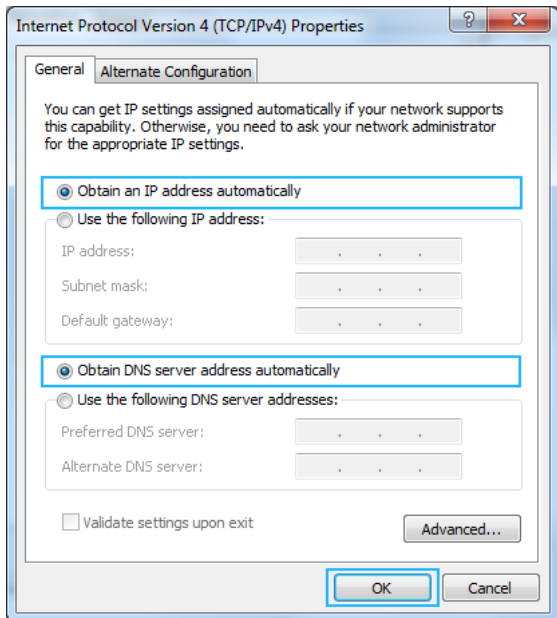 Internet Protocol Version 4 (TCP/IPv4) Properties
General
Alternate Configuration
You can get IP settings assigned automatically if your network supports
this capability. Otherwise, you need to ask your network administrator
for the appropriate IP settings.
Obtain an IP address automatically
Use the following IP address:
IP address:
Subnet mask:
Default gateway:
Obtain DNS server address automatically
Use the following DNS server addresses:
Preferred DNS server:
Alternate DNS server:
Validate settings upon exit
Advanced...
OK
Cancel